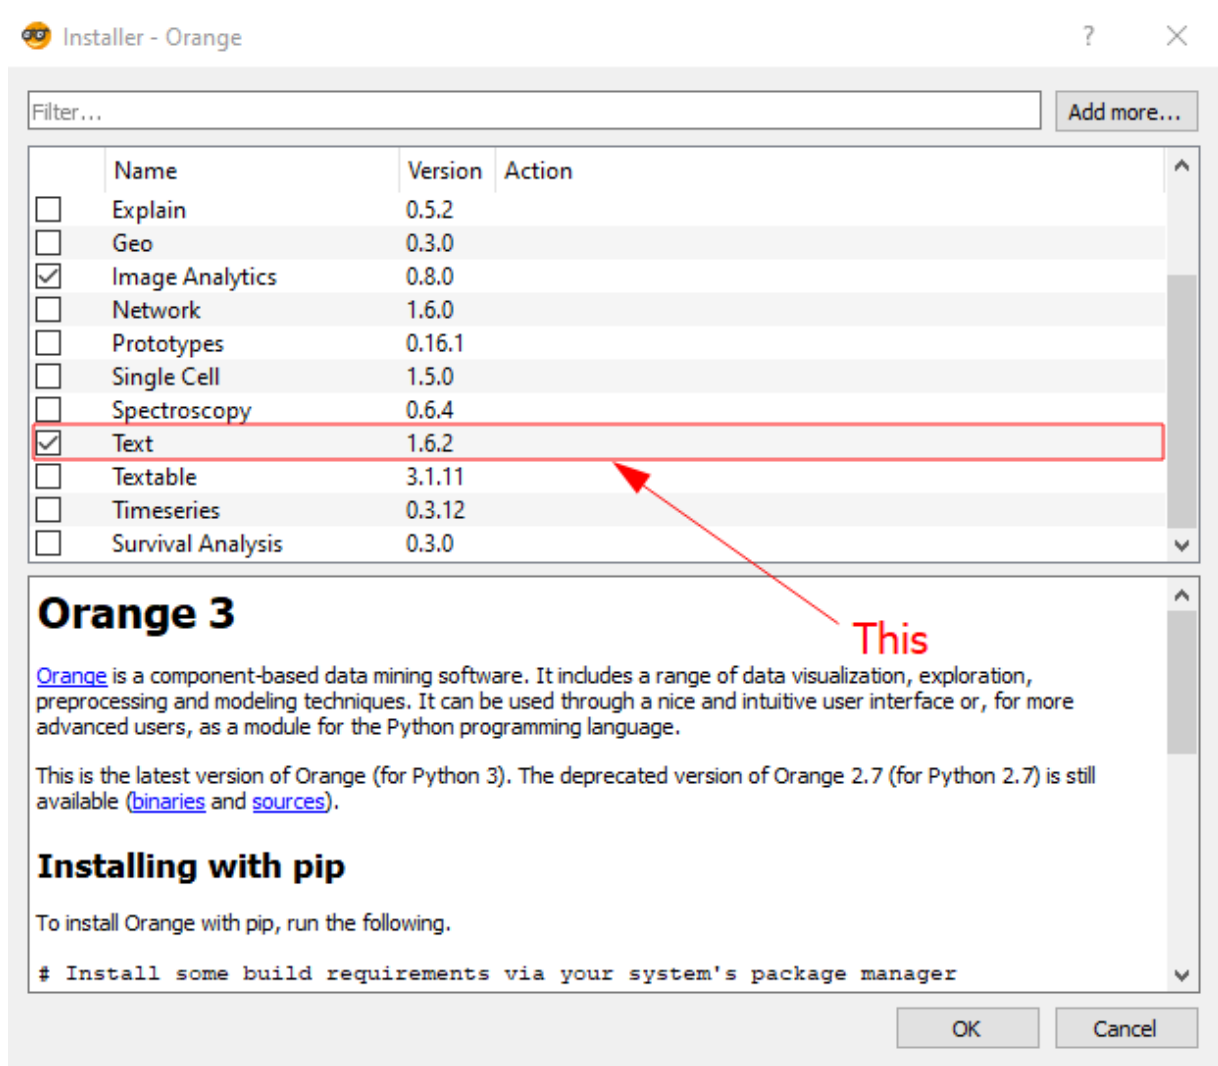 Installer - Orange
?
Filter...
Add more...
Name Version Action
Explain 0.5.2
Geo 0.3.0
Image Analytics 0.8.0
Network 1.6.0
Prototypes 0.16.1
Single Cell 1.5.0
Spectroscopy 0.6.4
Text 1.6.2
Textable 3.1.11
Timeseries 0.3.12
Survival Analysis 0.3.0
This
Orange 3
Orange is a component-based data mining software. It includes a range of data visualization, exploration,
preprocessing and modeling techniques. It can be used through a nice and intuitive user interface or, for more
advanced users, as a module for the Python programming language.
This is the latest version of Orange (for Python 3). The deprecated version of Orange 2.7 (for Python 2.7) is still
available (binaries and sources).
Installing with pip
To install Orange with pip, run the following.
# Install some build requirements via your system's package manager
OK
Cancel